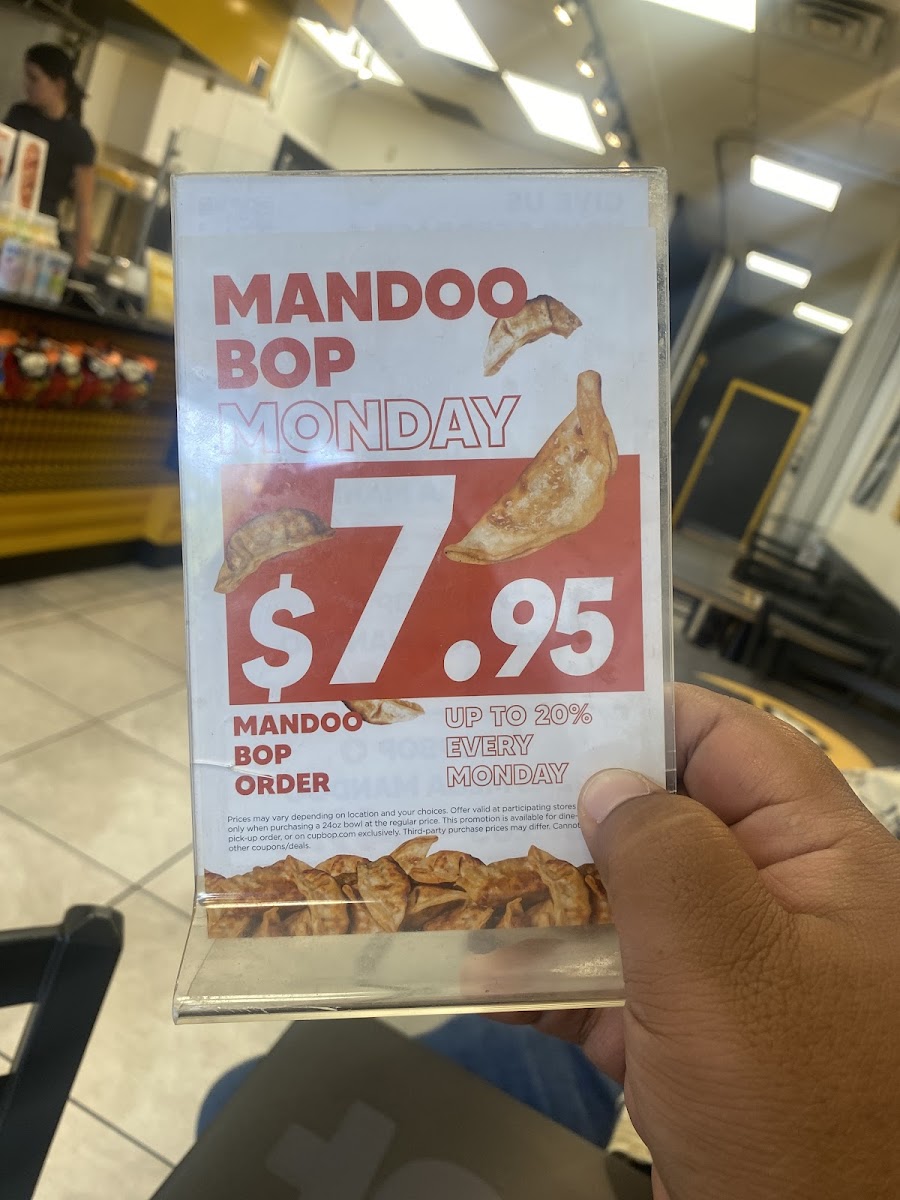 MANDOO
BOP
MONDAY
$7.95
MANDOO
BOP
ORDER
UP TO 20%
EVERY
MONDAY
Prices may vary depending on location and your choices. Offer valid at participating stores
only when purchasing a 24oz bowl at the regular price. This promotion is available for dine-
pick-up order, or on cupbop.com exclusively. Third-party purchase prices may differ. Cannot
other coupons/deals.
GIVE US